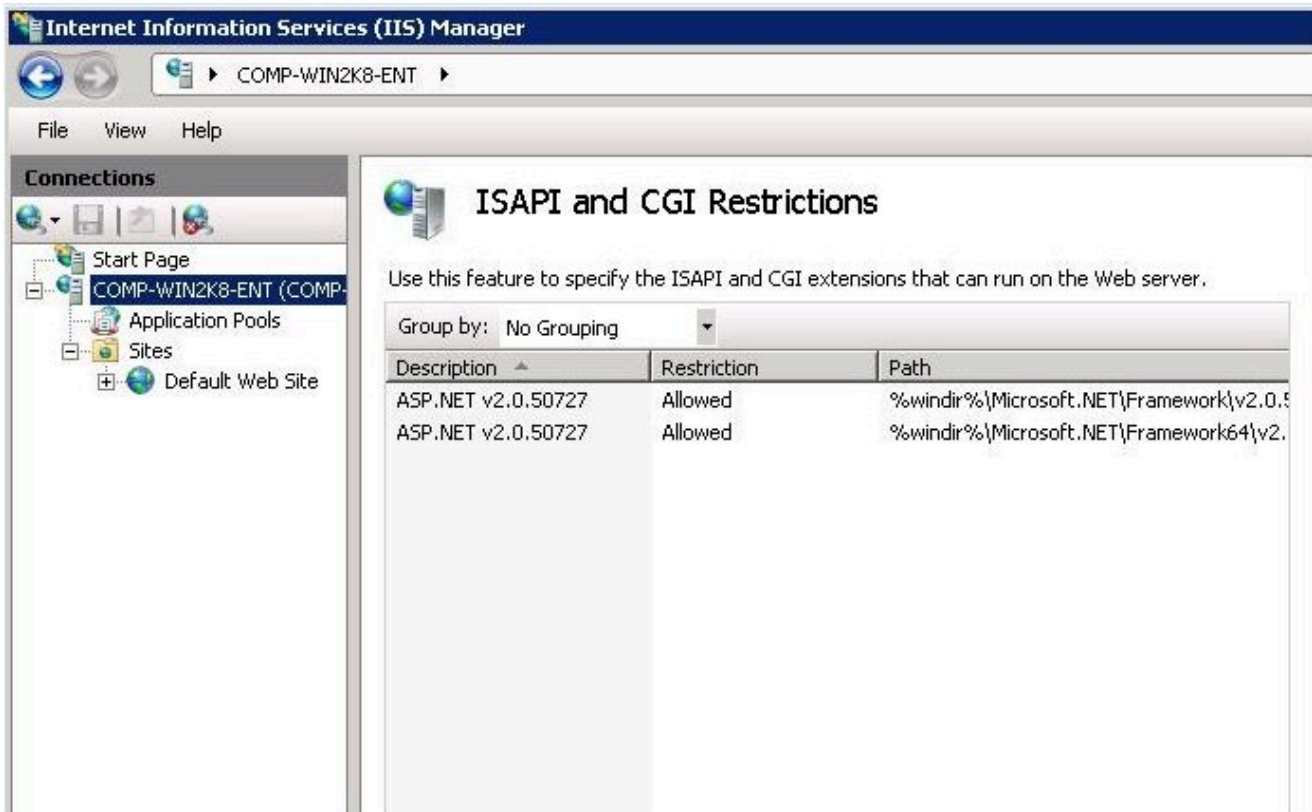 Internet Information Services (IIS) Manager
COMP-WIN2K8-ENT
File View Help
Connections
Start Page
COMP-WIN2K8-ENT (COMP-
Application Pools
Sites
Default Web Site
ISAPI and CGI Restrictions
Use this feature to specify the ISAPI and CGI extensions that can run on the Web server.
Group by: No Grouping
Description Restriction Path
ASP.NET v2.0.50727 Allowed %windir%\Microsoft.NET\Framework\v2.0.5
ASP.NET v2.0.50727 Allowed %windir%\Microsoft.NET\Framework64\v2.